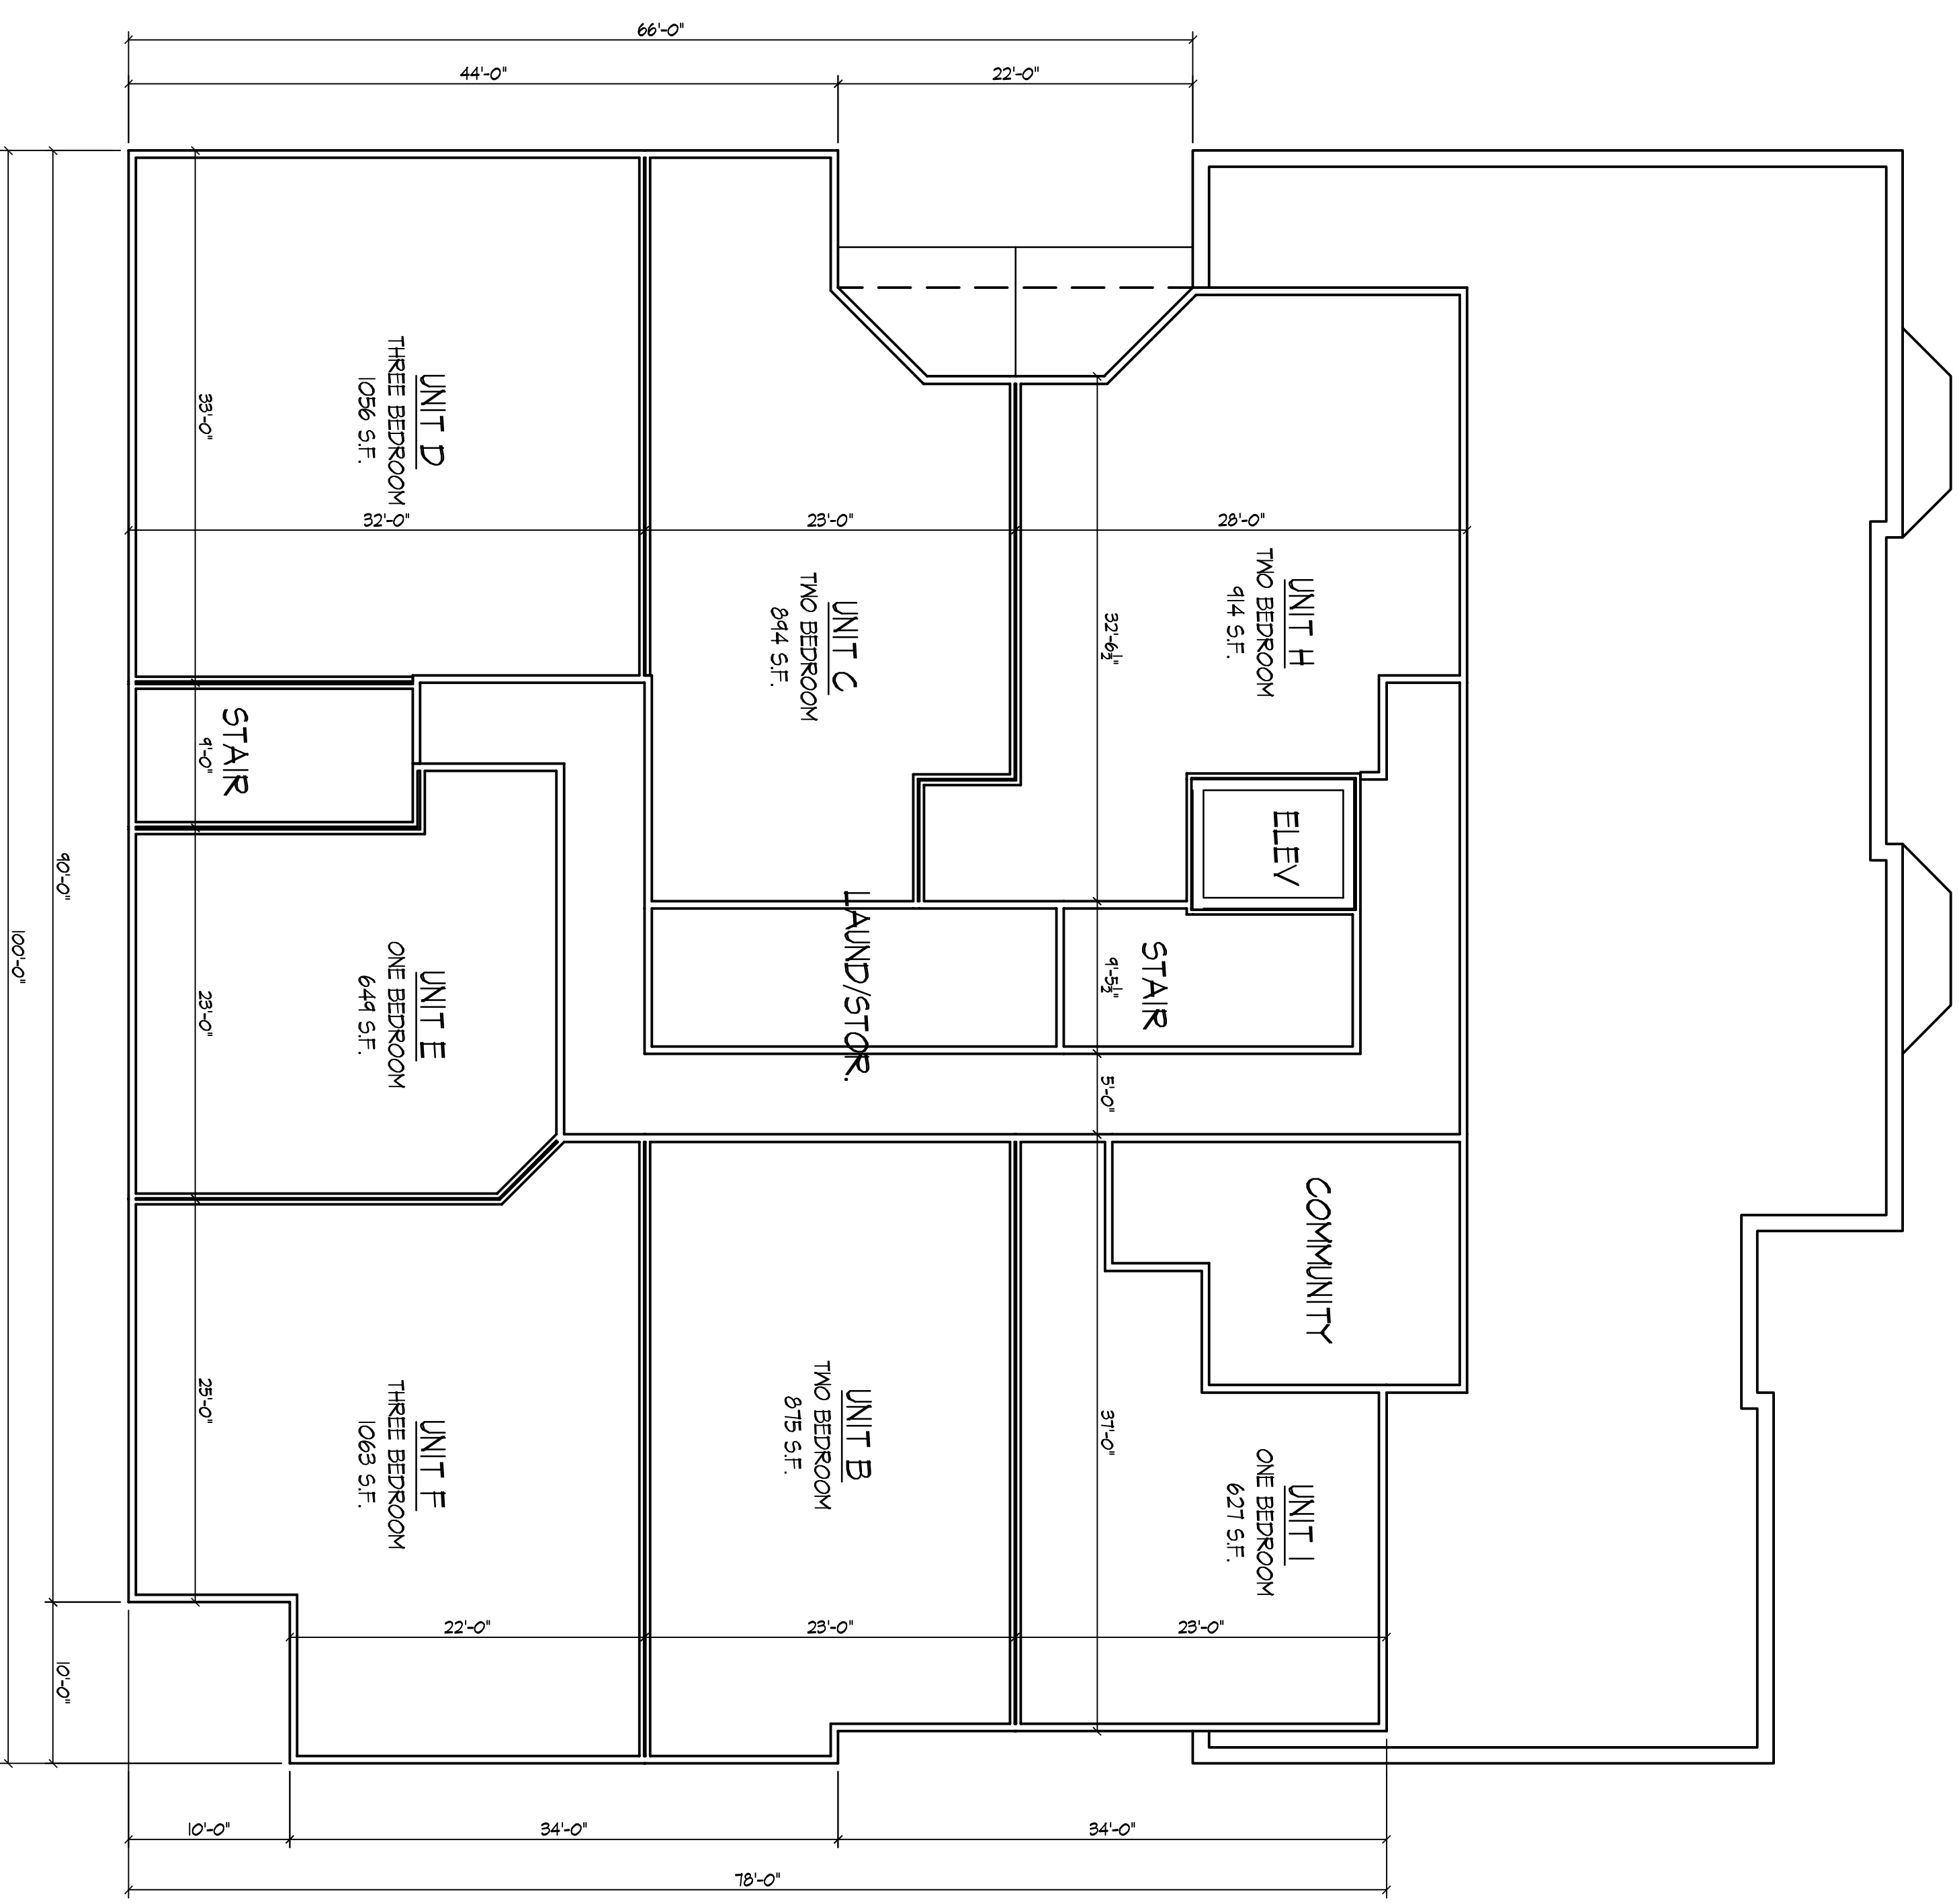 66'-0"
44'-0"
22'-0"
UNIT D
THREE BEDROOM
1056 S.F.
33'-0"
32'-0"
23'-0"
28'-0"
UNIT H
TWO BEDROOM
914 S.F.
UNIT C
TWO BEDROOM
894 S.F.
32'-6½"
STAIR
9'-0"
ELEV
90'-0"
100'-0"
LAUND/STOR.
STAIR
9'-5½"
UNIT E
ONE BEDROOM
649 S.F.
23'-0"
5'-0"
COMMUNITY
UNIT F
THREE BEDROOM
1063 S.F.
25'-0"
UNIT B
TWO BEDROOM
875 S.F.
37'-0"
UNIT I
ONE BEDROOM
627 S.F.
22'-0"
23'-0"
23'-0"
10'-0"
10'-0"
34'-0"
34'-0"
78'-0"